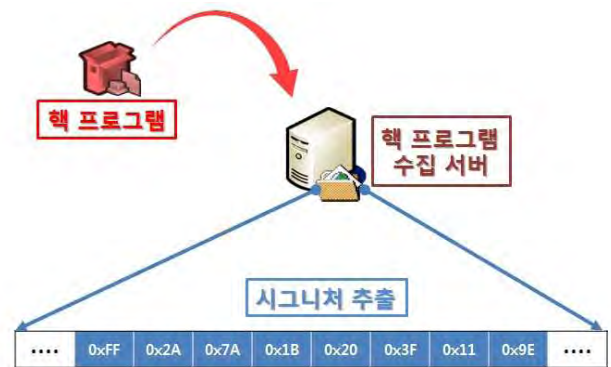 핵 프로그램
핵 프로그램
수집 서버
시그니처 추출
.... 0xFF 0x2A 0x7A 0x1B 0x20 0x3F 0x11 0x9E ....